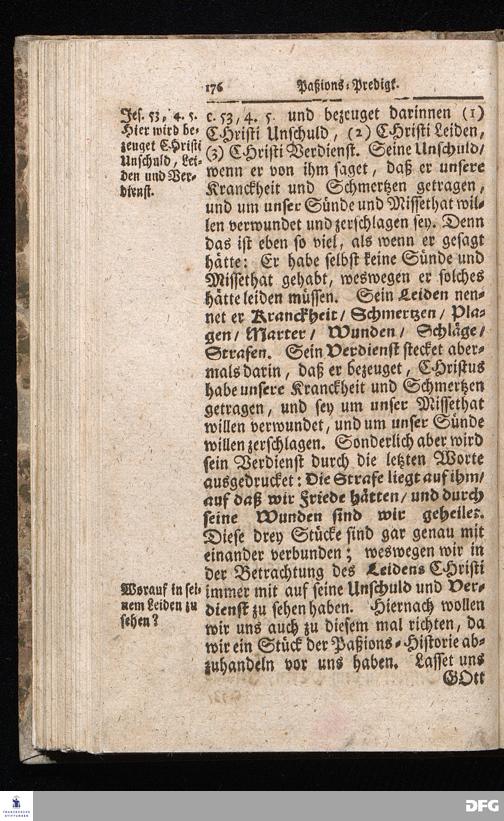 176 Paßions-Predigt.
Jes. 53, 4. 5.
Hier wird be-
zeuget CHristi
Unschuld, Lei-
den und Ver-
dienst.
c. 53, 4. 5. und bezeuget darinnen (1)
CHristi Unschuld, (2) CHristi Leiden,
(3) CHristi Verdienst. Seine Unschuld/
wenn er von ihm saget, daß er unsere
Kranckheit und Schmertzen getragen,
und um unser Sünde und Missethat wil-
len verwundet und zerschlagen sey. Denn
das ist eben so viel, als wenn er gesagt
hätte: Er habe selbst keine Sünde und
Missethat gehabt, weswegen er solches
hätte leiden müssen. Sein Leiden nen-
net er Kranckheit/ Schmertzen/ Pla-
gen/ Marter/ Wunden/ Schläge/
Strafen. Sein Verdienst stecket aber-
mals darin, daß er bezeuget, CHristus
habe unsere Kranckheit und Schmertzen
getragen, und sey um unser Missethat
willen verwundet, und um unser Sünde
willen zerschlagen. Sonderlich aber wird
sein Verdienst durch die letzten Worte
ausgedrucket: Die Strafe liegt auf ihm/
auf daß wir Friede hätten/ und durch
seine Wunden sind wir geheilet.
Diese drey Stücke sind gar genau mit
einander verbunden; weswegen wir in
der Betrachtung des Leidens CHristi
immer mit auf seine Unschuld und Ver-
dienst zu sehen haben. Hiernach wollen
wir uns auch zu diesem mal richten, da
wir ein Stück der Paßions-Historie ab-
zuhandeln vor uns haben. Lasset uns
GOtt
Worauf in sei-
nem Leiden zu
sehen?
FRANCKESCHE
STIFTUNGEN
DFG